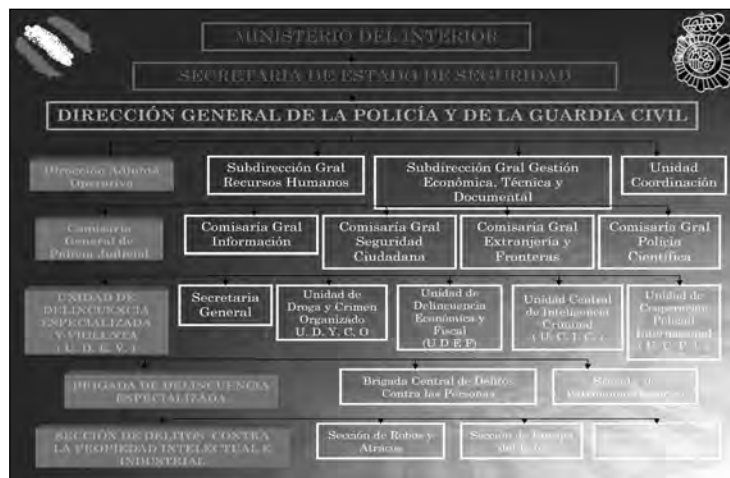 MINISTERIO DEL INTERIOR
SECRETARIA DE ESTADO DE SEGURIDAD
DIRECCIÓN GENERAL DE LA POLICÍA Y DE LA GUARDIA CIVIL
Dirección Adjunta
Operativa
Subdirección Gral
Recursos Humanos
Subdirección Gral Gestión
Económica, Técnica y
Documental
Unidad
Coordinación
Comisaría
General de
Policía Judicial
Comisaría Gral
Información
Comisaría Gral
Seguridad
Ciudadana
Comisaría Gral
Extranjería y
Fronteras
Comisaría Gral
Policía
Científica
UNIDAD DE
DELINCUENCIA
ESPECIALIZADA
Y VIOLENTA
( U. D. E. V. )
Secretaria
General
Unidad de
Droga y Crimen
Organizado
U. D. Y. C. O
Unidad de
Delincuencia
Económica y
Fiscal
(U D E F)
Unidad Central
de Inteligencia
Criminal
( U. C. I. C. )
Unidad de
Cooperación
Policial
Internacional
( U. C. P. I. )
BRIGADA DE DELINCUENCIA
ESPECIALIZADA
Brigada Central de Delitos
Contra las Personas
SECCIÓN DE DELITOS CONTRA
LA PROPIEDAD INTELECTUAL E
INDUSTRIAL
Sección de Robos y
Atracos
Sección de Europa
del Este